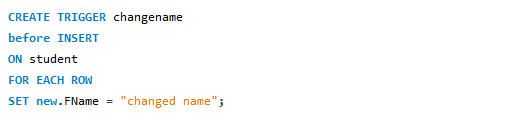 CREATE TRIGGER changename
before INSERT
ON student
FOR EACH ROW
SET new.FName = "changed name";